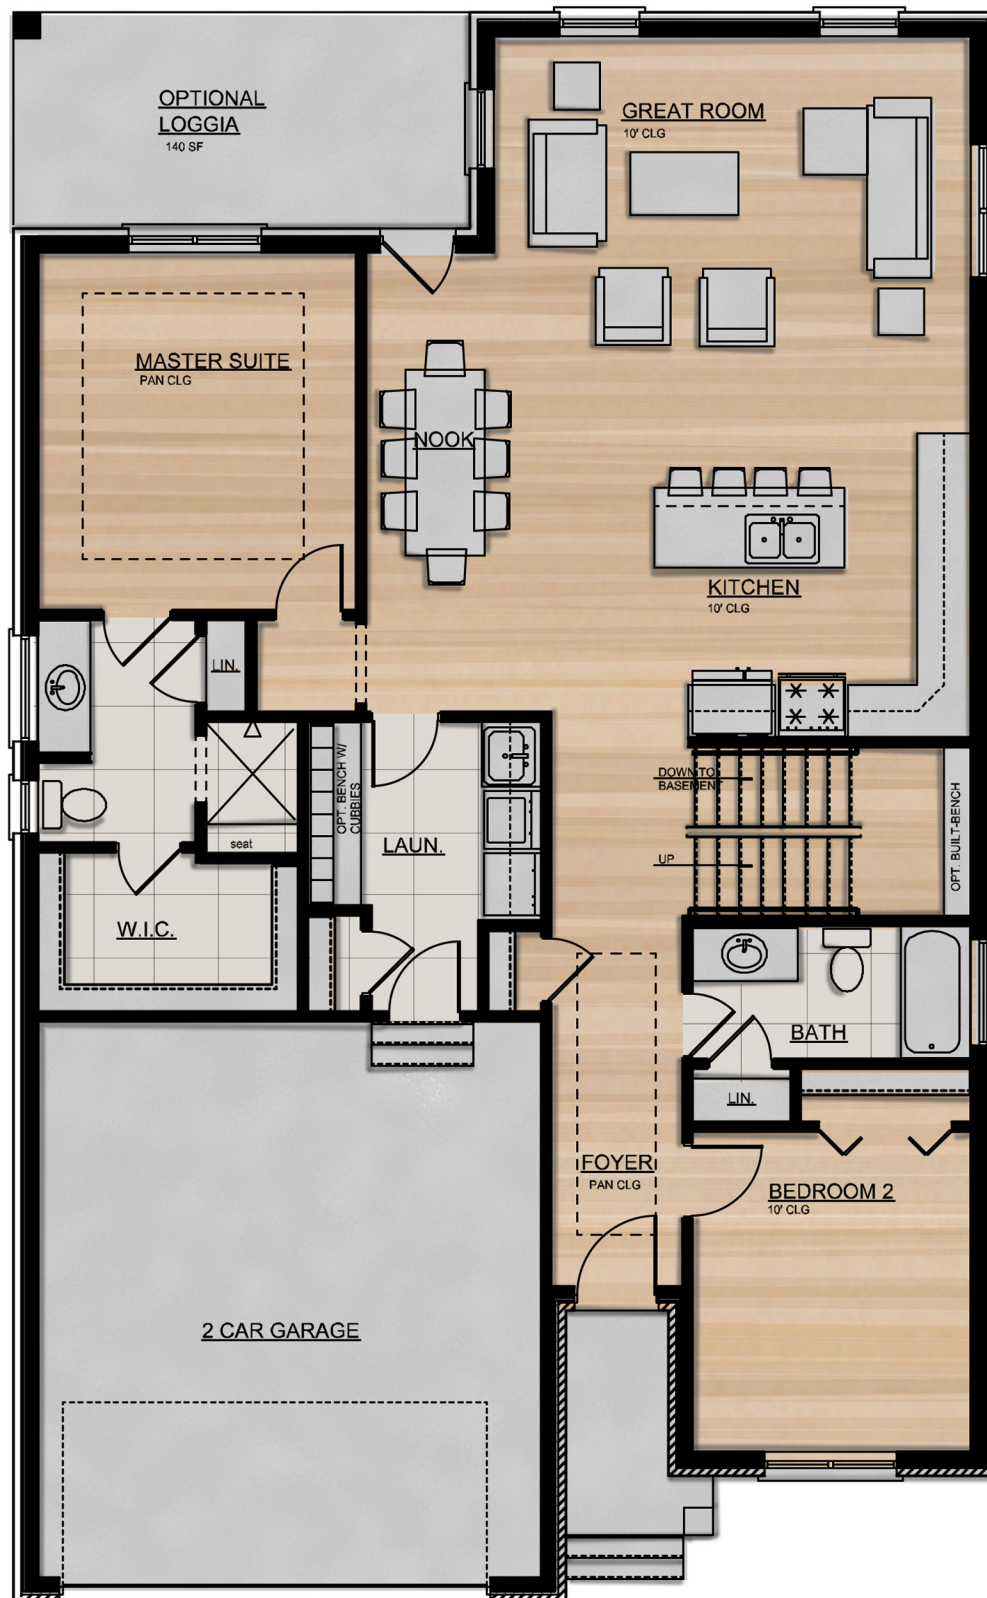 OPTIONAL
LOGGIA
140 SF
GREAT ROOM
10' CLG
MASTER SUITE
PAN CLG
NOOK
KITCHEN
10' CLG
LIN.
OPT. BENCH W/
CUBBIES
DOWN TO
BASEMENT
OPT. BUILT-BENCH
seat
LAUN.
UP
W.I.C.
BATH
LIN.
FOYER
PAN CLG
BEDROOM 2
10' CLG
2 CAR GARAGE